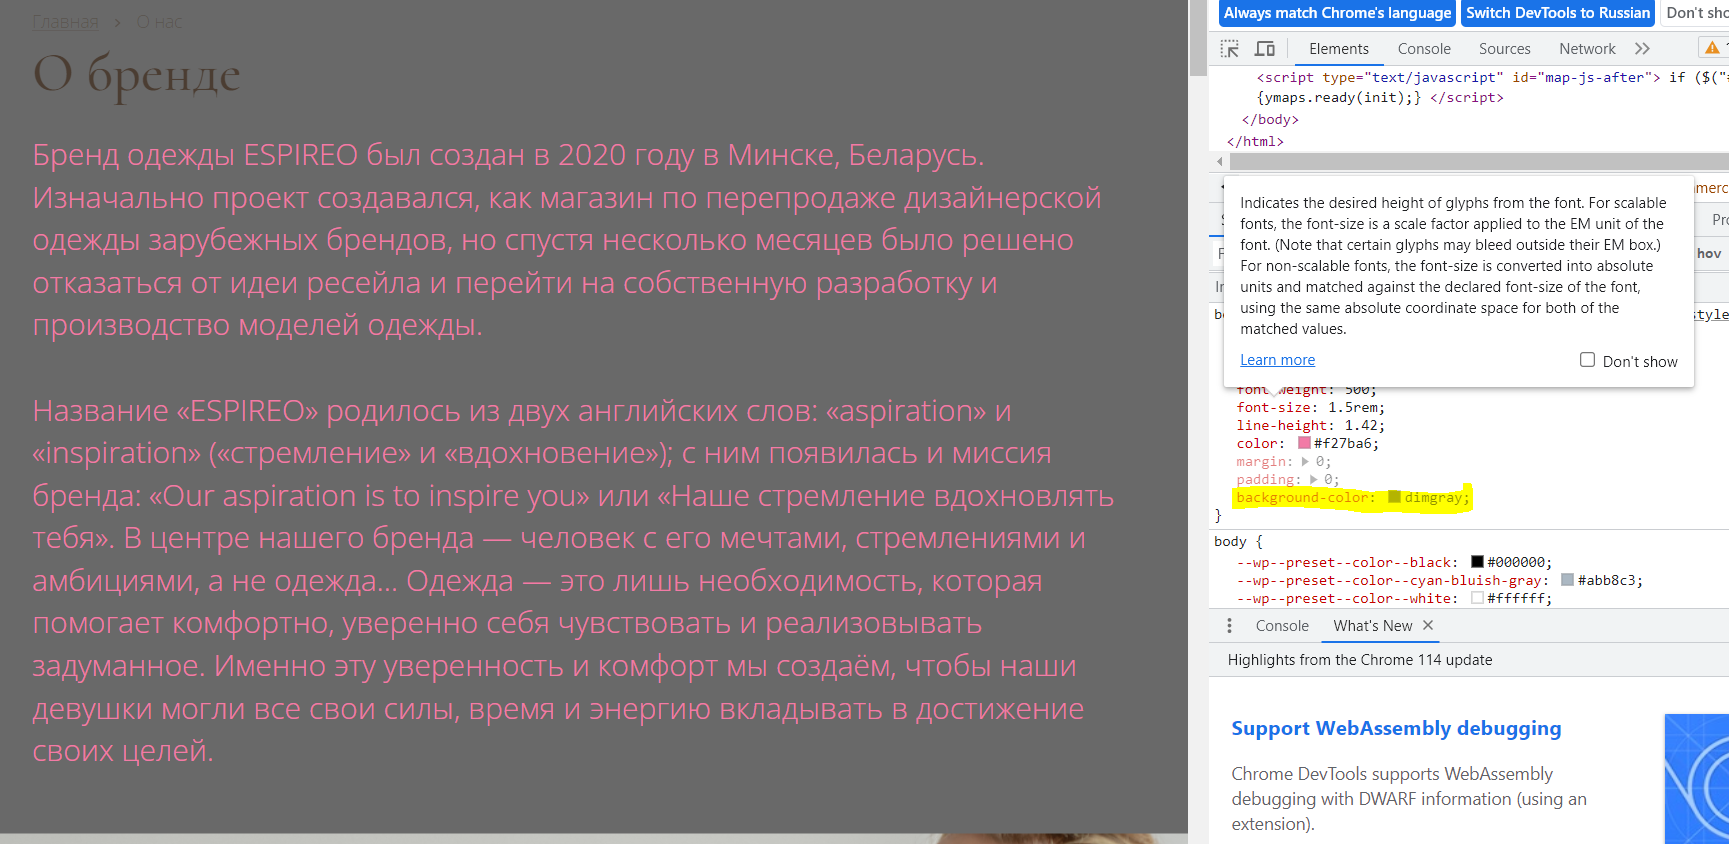 Главная › О нас
О бренде
Бренд одежды ESPIREO был создан в 2020 году в Минске, Беларусь.
Изначально проект создавался, как магазин по перепродаже дизайнерской
одежды зарубежных брендов, но спустя несколько месяцев было решено
отказаться от идеи ресейла и перейти на собственную разработку и
производство моделей одежды.
Название «ESPIREO» родилось из двух английских слов: «aspiration» и
«inspiration» («стремление» и «вдохновение»); с ним появилась и миссия
бренда: «Our aspiration is to inspire you» или «Наше стремление вдохновлять
тебя». В центре нашего бренда — человек с его мечтами, стремлениями и
амбициями, а не одежда... Одежда — это лишь необходимость, которая
помогает комфортно, уверенно себя чувствовать и реализовывать
задуманное. Именно эту уверенность и комфорт мы создаём, чтобы наши
девушки могли все свои силы, время и энергию вкладывать в достижение
своих целей.
Always match Chrome's language Switch DevTools to Russian Don't sho
Elements Console Sources Network
<script type="text/javascript" id="map-js-after"> if ($("#
{ymaps.ready(init);} </script>
</body>
</html>
merc
Indicates the desired height of glyphs from the font. For scalable
fonts, the font-size is a scale factor applied to the EM unit of the
font. (Note that certain glyphs may bleed outside their EM box.)
For non-scalable fonts, the font-size is converted into absolute
units and matched against the declared font-size of the font,
using the same absolute coordinate space for both of the
matched values.
Learn more Don't show
Pro
hov
style
font-weight: 500;
font-size: 1.5rem;
line-height: 1.42;
color: #f27ba6;
margin: 0;
padding: 0;
background-color: dimgray;
}
body {
--wp--preset--color--black: #000000;
--wp--preset--color--cyan-bluish-gray: #abb8c3;
--wp--preset--color--white: #ffffff;
Console What's New
Highlights from the Chrome 114 update
Support WebAssembly debugging
Chrome DevTools supports WebAssembly
debugging with DWARF information (using an
extension).